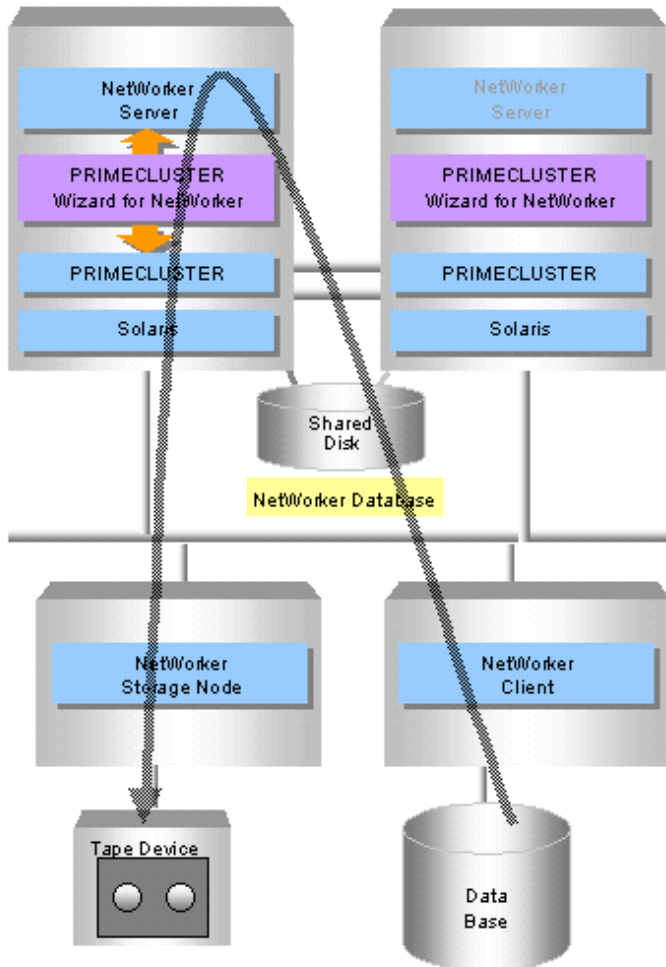 NetWorker
Server
PRIMECLUSTER
Wizard for NetWorker
PRIMECLUSTER
Solaris
NetWorker
Server
PRIMECLUSTER
Wizard for NetWorker
PRIMECLUSTER
Solaris
Shared
Disk
NetWorker Database
NetWorker
Storage Node
NetWorker
Client
Tape Device
Data
Base